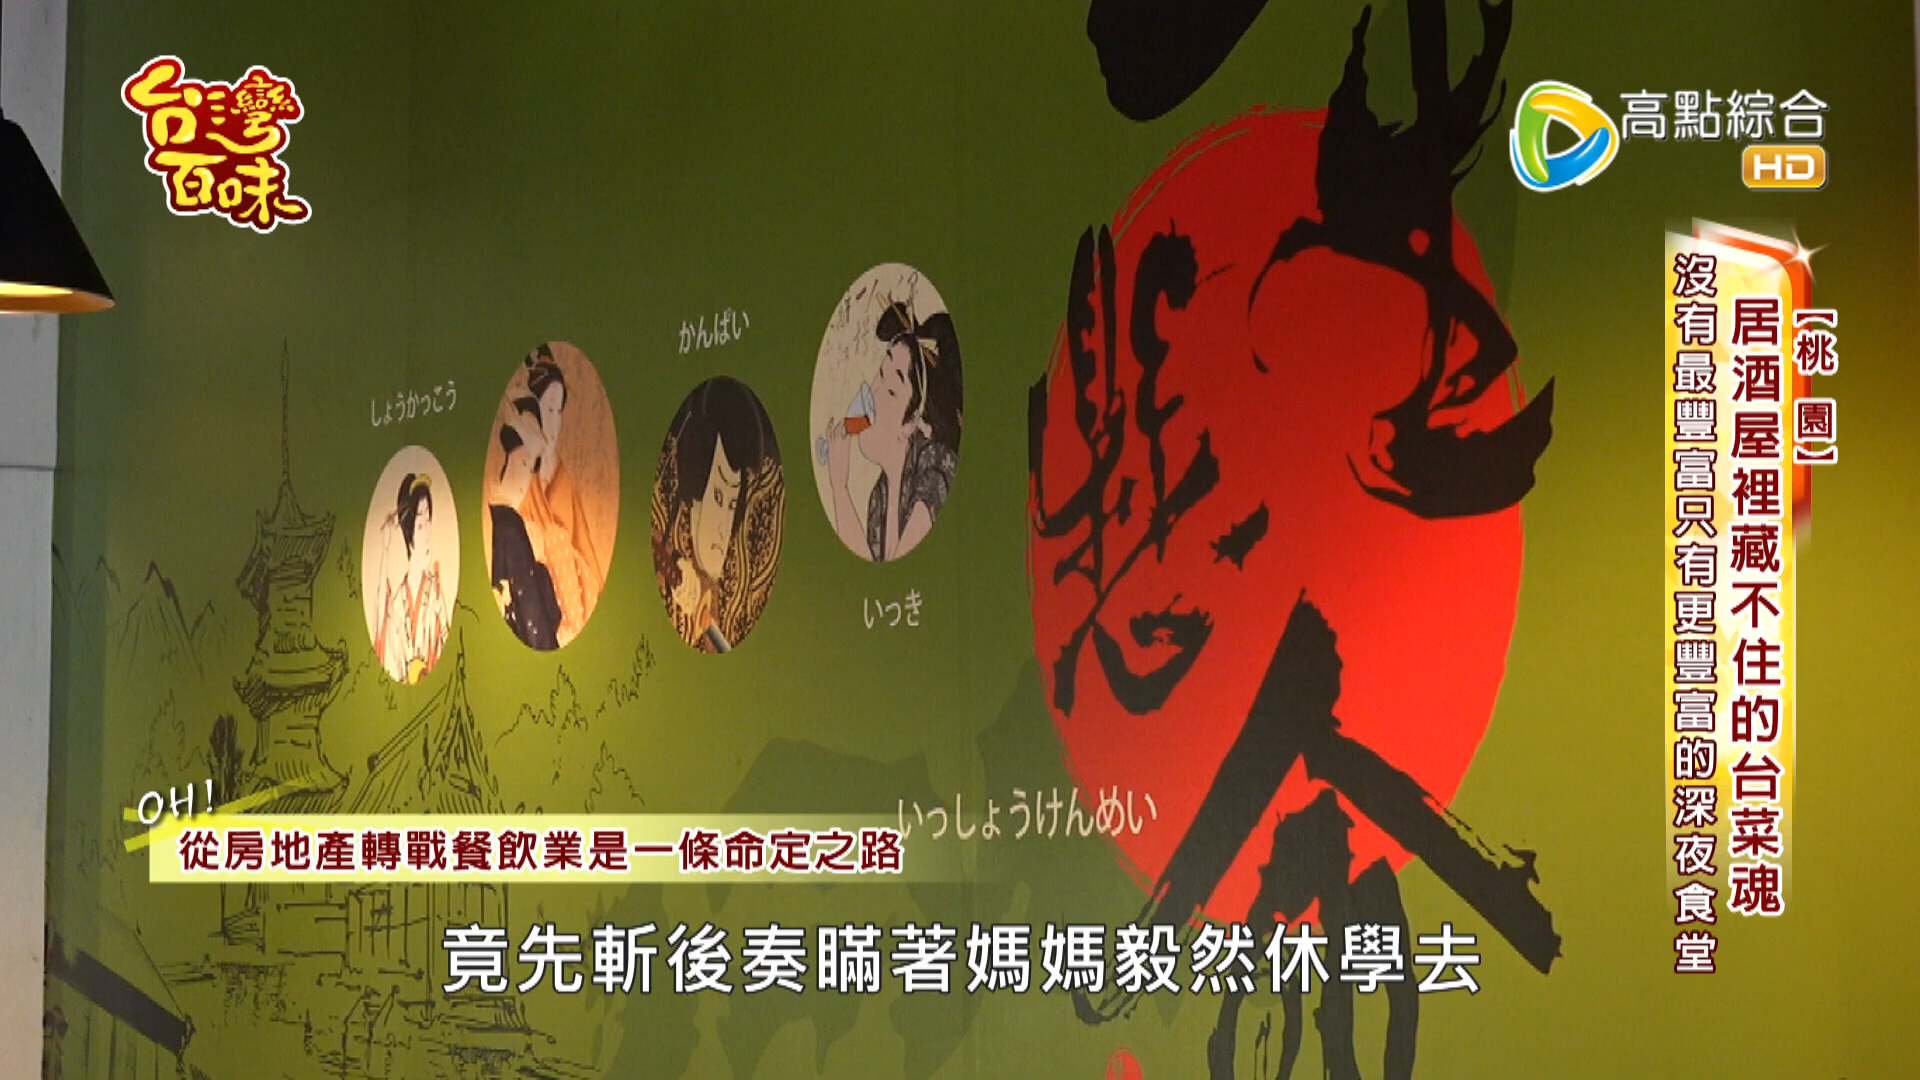 台灣百味
高點綜合
HD
【桃園】
居酒屋裡藏不住的台菜魂
沒有最豐富只有更豐富的深夜食堂
しょうかっこう
かんぱい
いっき
いっしょうけんめい
OH!
從房地產轉戰餐飲業是一條命定之路
竟先斬後奏瞞著媽媽毅然休學去